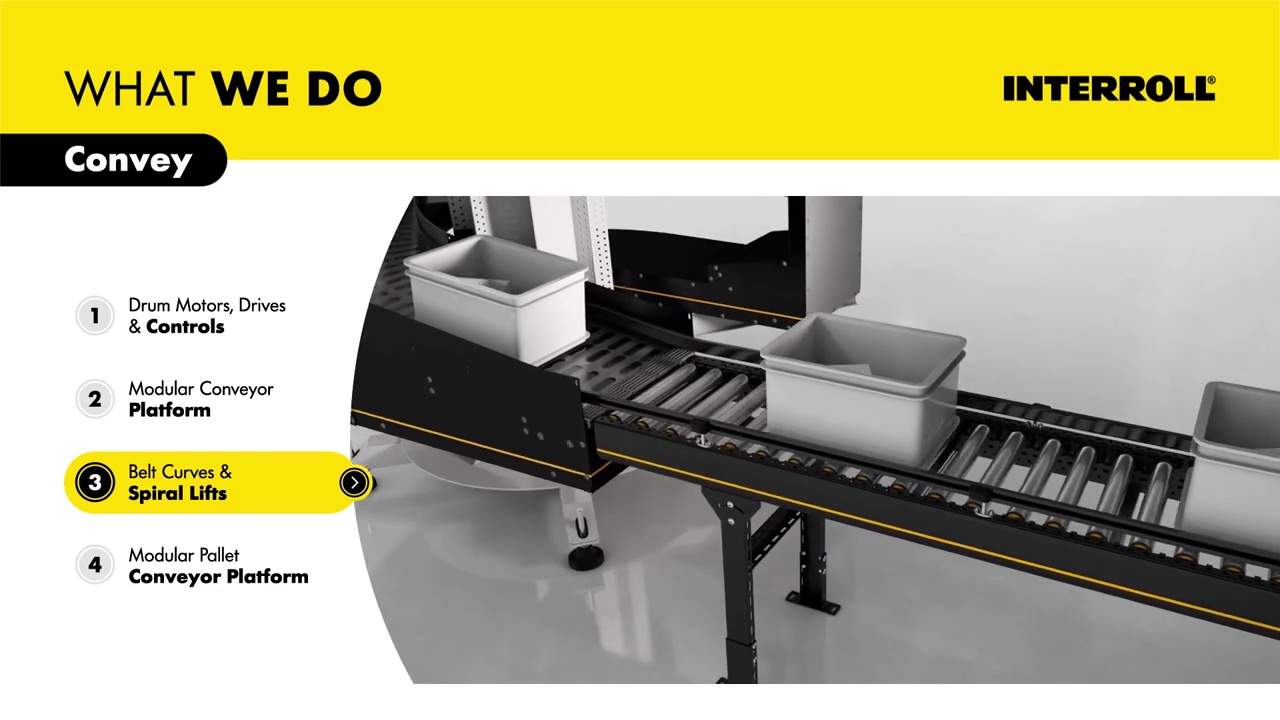 WHAT WE DO
INTERROLL®
Convey
1
Drum Motors, Drives
& Controls
2
Modular Conveyor
Platform
3
Belt Curves &
Spiral Lifts
4
Modular Pallet
Conveyor Platform